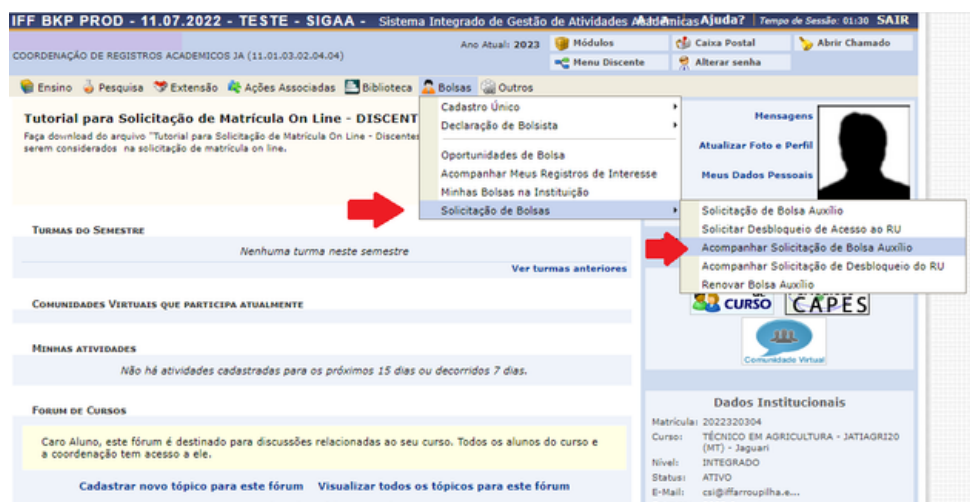 IFF BKP PROD - 11.07.2022 - TESTE - SIGAA - Sistema Integrado de Gestão de Atividades Acadêmicas
Ajuda? Tempo de Sessão: 01:30 SAIR
COORDENAÇÃO DE REGISTROS ACADEMICOS JA (11.01.03.02.04.04)
Ano Atual: 2023
Módulos
Caixa Postal
Abrir Chamado
Menu Discente
Alterar senha
Ensino Pesquisa Extensão Ações Associadas Biblioteca Bolsas Outros
Cadastro Único
Declaração de Bolsista
Oportunidades de Bolsa
Acompanhar Meus Registros de Interesse
Minhas Bolsas na Instituição
Solicitação de Bolsas
Solicitação de Bolsa Auxílio
Solicitar Desbloqueio de Acesso ao RU
Acompanhar Solicitação de Bolsa Auxílio
Acompanhar Solicitação de Desbloqueio do RU
Renovar Bolsa Auxílio
Tutorial para Solicitação de Matrícula On Line - DISCENT
Faça download do arquivo "Tutorial para Solicitação de Matrícula On Line - Discentes
serem considerados na solicitação de matrícula on line.
Mensagens
Atualizar Foto e Perfil
Meus Dados Pessoais
TURMAS DO SEMESTRE
Nenhuma turma neste semestre
Ver turmas anteriores
COMUNIDADES VIRTUAIS QUE PARTICIPA ATUALMENTE
MINHAS ATIVIDADES
Não há atividades cadastradas para os próximos 15 dias ou decorridos 7 dias.
FORUM DE CURSOS
Caro Aluno, este fórum é destinado para discussões relacionadas ao seu curso. Todos os alunos do curso e
a coordenação tem acesso a ele.
Cadastrar novo tópico para este fórum Visualizar todos os tópicos para este fórum
CURSO
CAPES
Comunidade Virtual
Dados Institucionais
Matrícula: 2022320304
Curso: TÉCNICO EM AGRICULTURA - JATIAGRI20
(MT) - Jaguari
Nível: INTEGRADO
Status: ATIVO
E-Mail: csi@iffarroupilha.e...